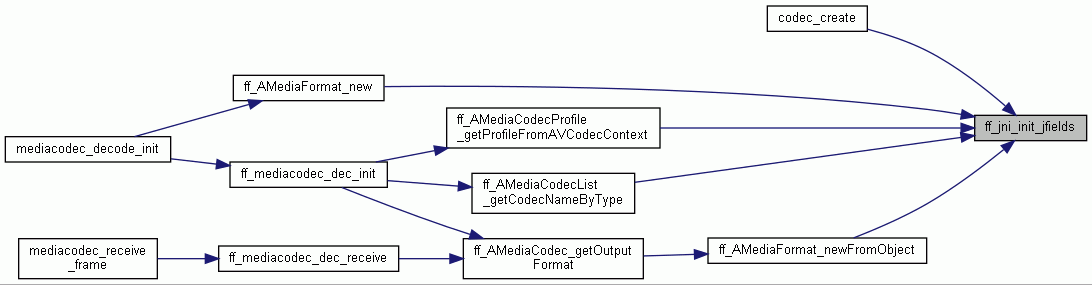 codec_create
ff_AMediaFormat_new
ff_AMediaCodecProfile
_getProfileFromAVCodecContext
ff_jni_init_jfields
mediacodec_decode_init
ff_mediacodec_dec_init
ff_AMediaCodecList
_getCodecNameByType
mediacodec_receive
_frame
ff_mediacodec_dec_receive
ff_AMediaCodec_getOutput
Format
ff_AMediaFormat_newFromObject